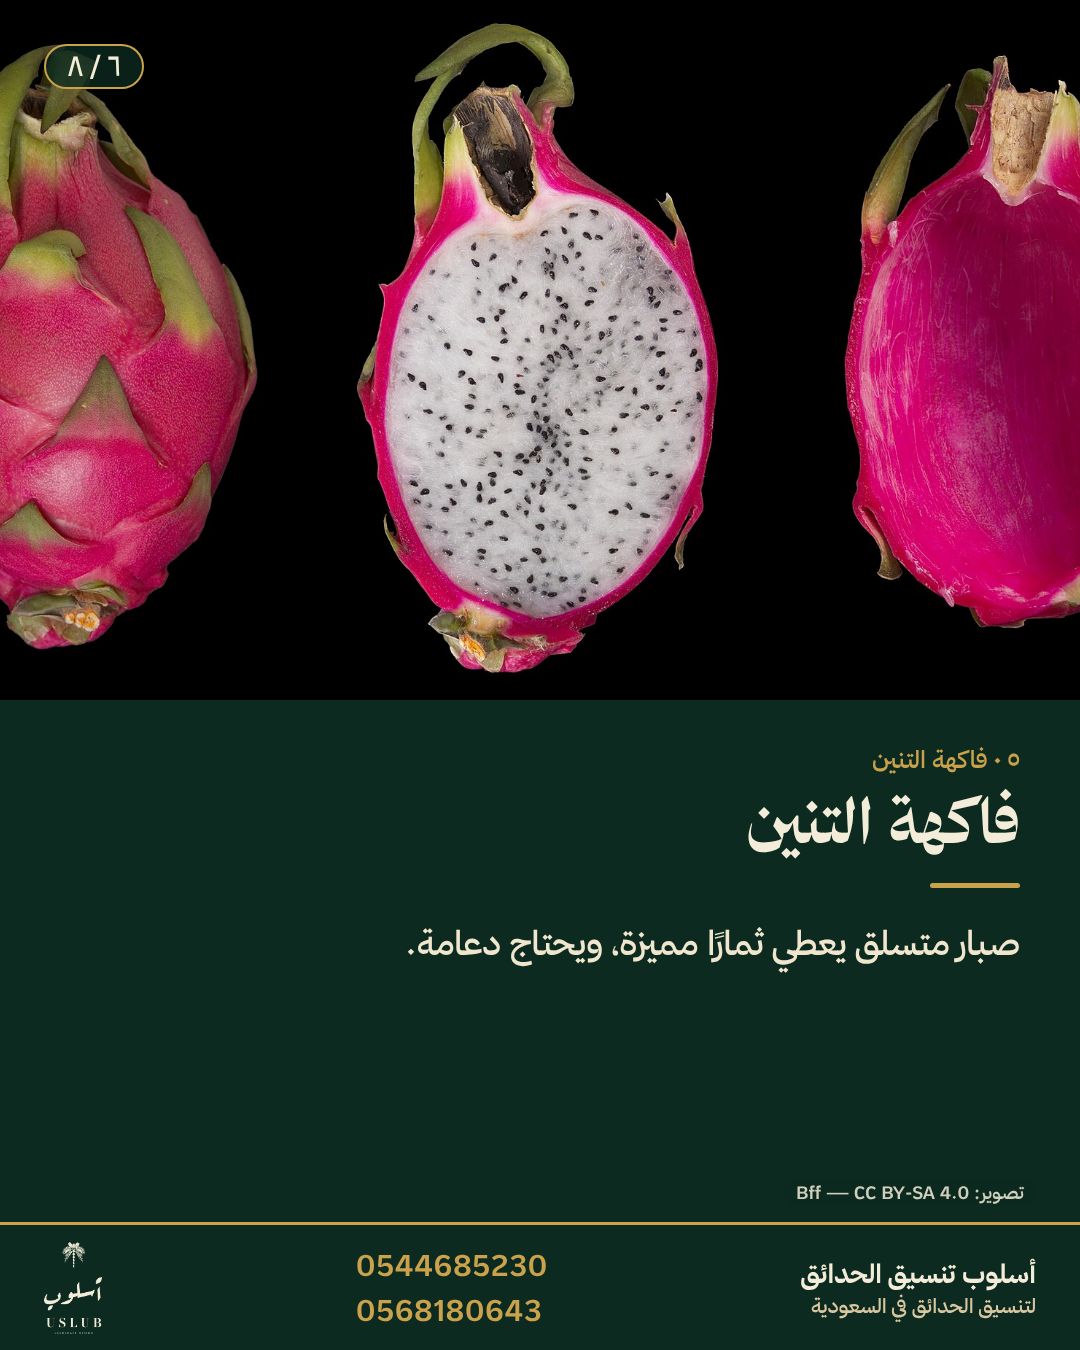 ٨/٦
٥ · فاكهة التنين
فاكهة التنين
صبار متسلق يعطي ثمارًا مميزة، ويحتاج دعامة.
تصوير: Bff — CC BY-SA 4.0
أسلوب تنسيق الحدائق
لتنسيق الحدائق في السعودية
0544685230
0568180643
أسلوب
USLUB